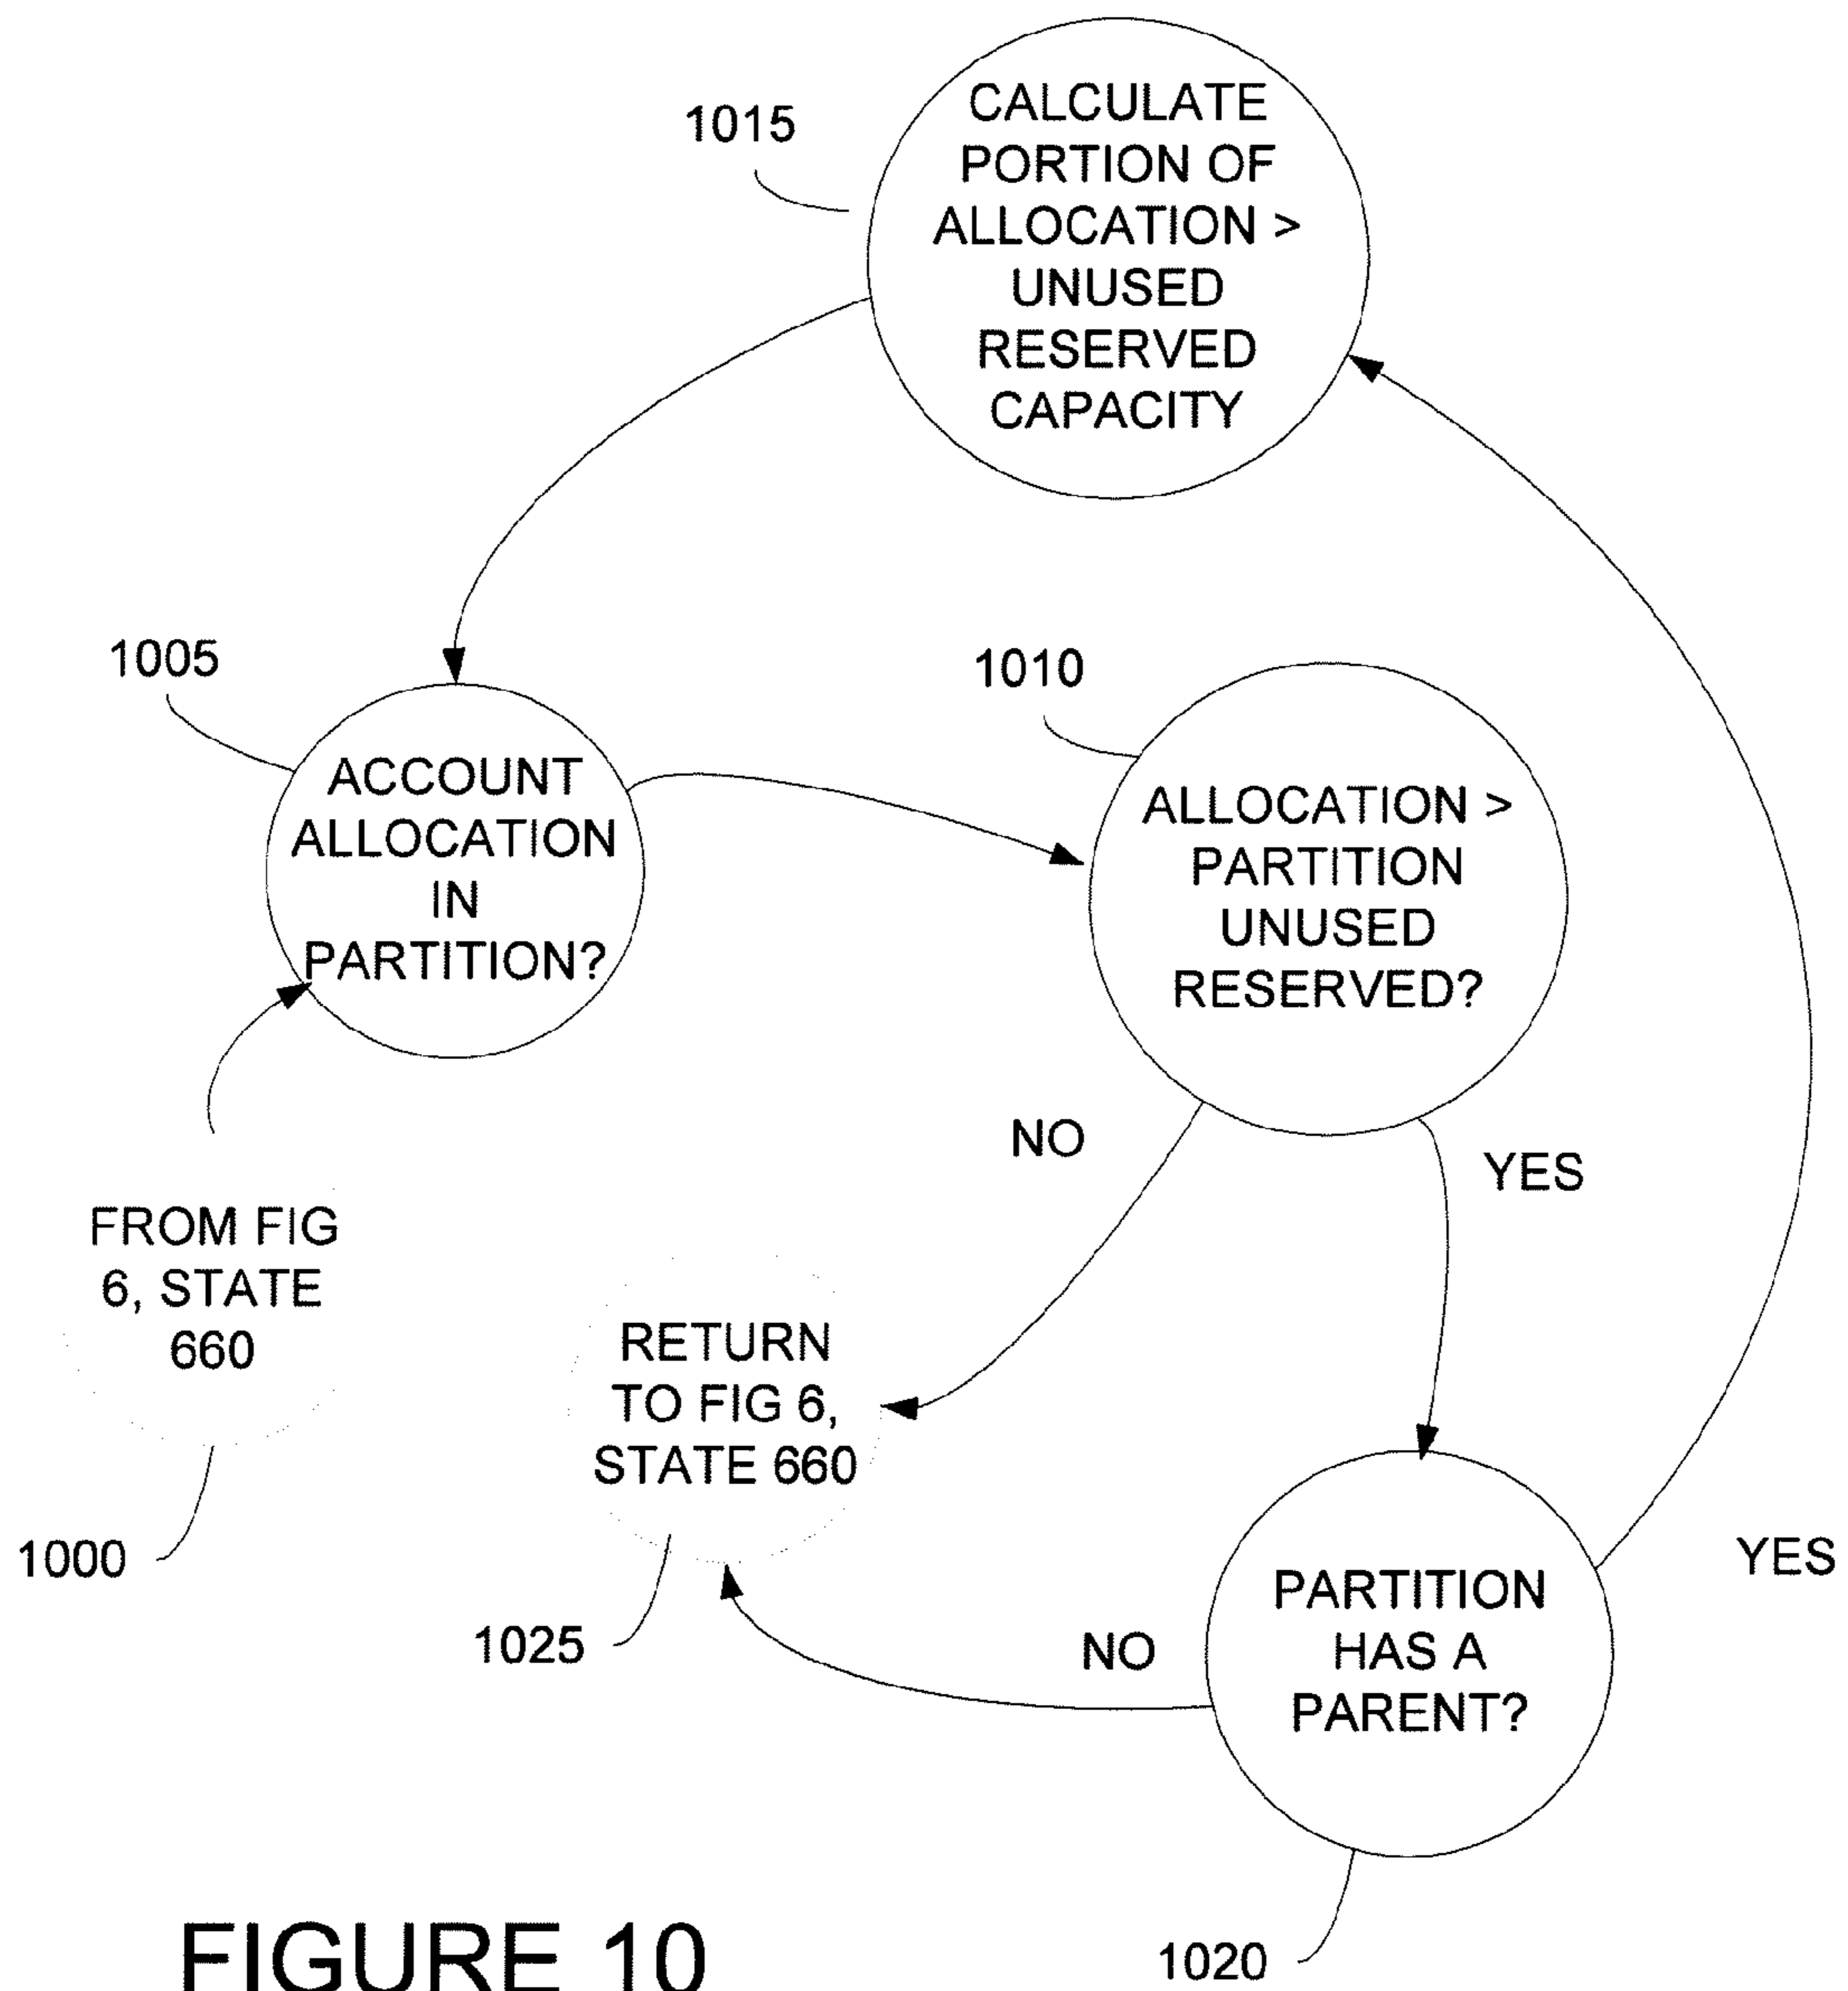 1015
CALCULATE
PORTION OF
ALLOCATION >
UNUSED
RESERVED
CAPACITY
1005
ACCOUNT
ALLOCATION
IN
PARTITION?
1010
ALLOCATION >
PARTITION
UNUSED
RESERVED?
NO
YES
FROM FIG
6, STATE
660
1000
RETURN
TO FIG 6,
STATE 660
1025
NO
PARTITION
HAS A
PARENT?
YES
1020
FIGURE 10